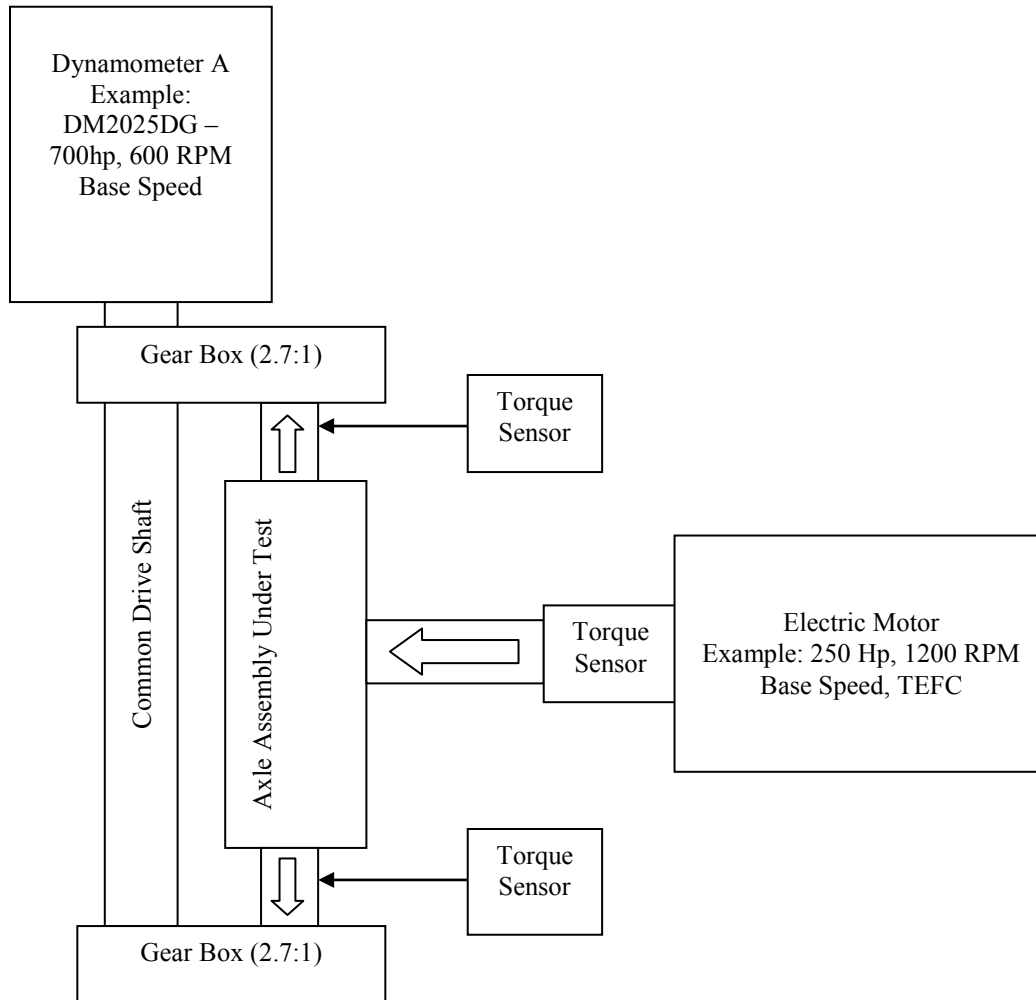 Dynamometer A
Example:
DM2025DG –
700hp, 600 RPM
Base Speed
Gear Box (2.7:1)
Torque
Sensor
Common Drive Shaft
Axle Assembly Under Test
Torque
Sensor
Electric Motor
Example: 250 Hp, 1200 RPM
Base Speed, TEFC
Torque
Sensor
Gear Box (2.7:1)